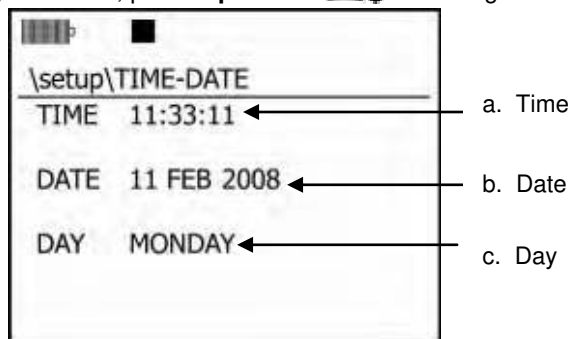 \setup\TIME-DATE
TIME 11:33:11
a. Time
DATE 11 FEB 2008
b. Date
DAY MONDAY
c. Day